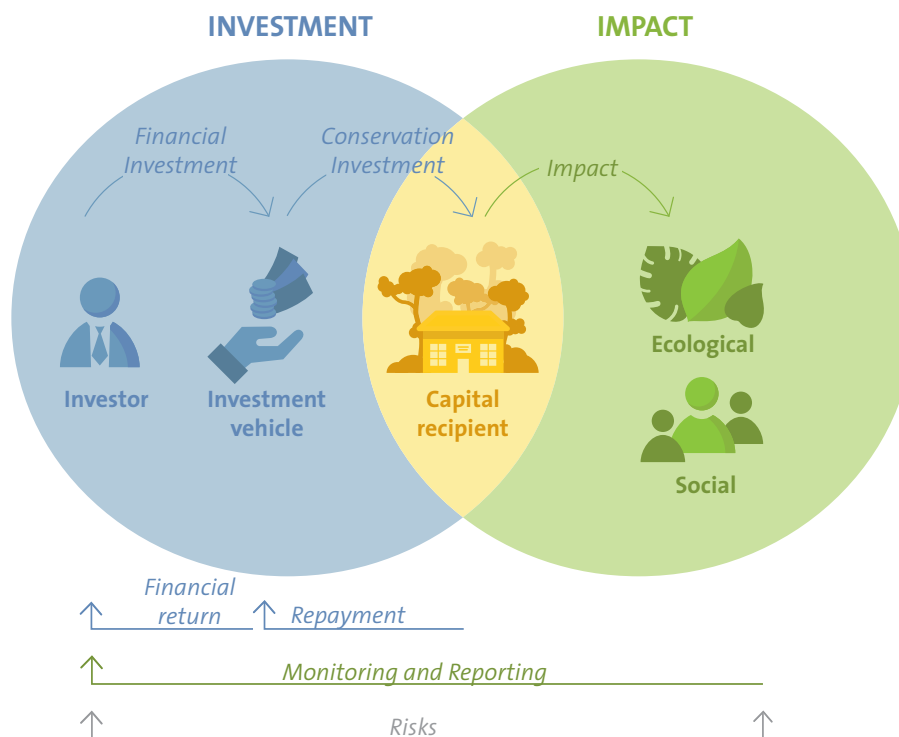 INVESTMENT
IMPACT
Financial
Investment
Conservation
Investment
Impact
Investor
Investment
vehicle
Capital
recipient
Ecological
Social
Financial
return
Repayment
Monitoring and Reporting
Risks